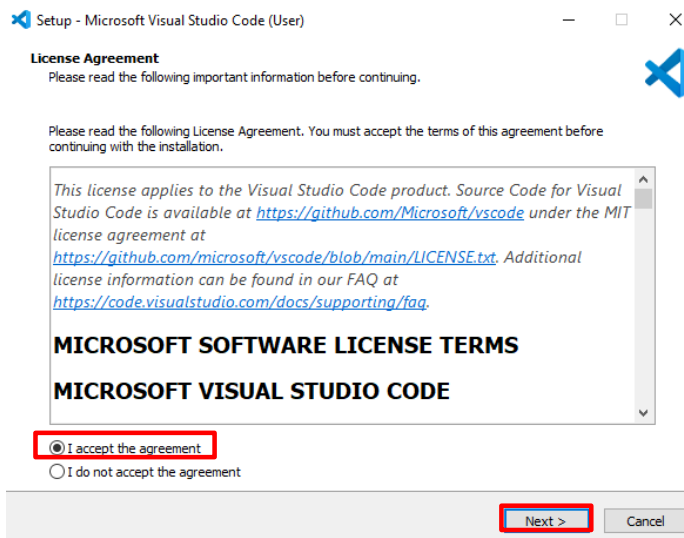 Setup - Microsoft Visual Studio Code (User)
License Agreement
Please read the following important information before continuing.
Please read the following License Agreement. You must accept the terms of this agreement before
continuing with the installation.
This license applies to the Visual Studio Code product. Source Code for Visual
Studio Code is available at https://github.com/Microsoft/vscode under the MIT
license agreement at
https://github.com/microsoft/vscode/blob/main/LICENSE.txt. Additional
license information can be found in our FAQ at
https://code.visualstudio.com/docs/supporting/faq.
MICROSOFT SOFTWARE LICENSE TERMS
MICROSOFT VISUAL STUDIO CODE
I accept the agreement
I do not accept the agreement
Next > Cancel